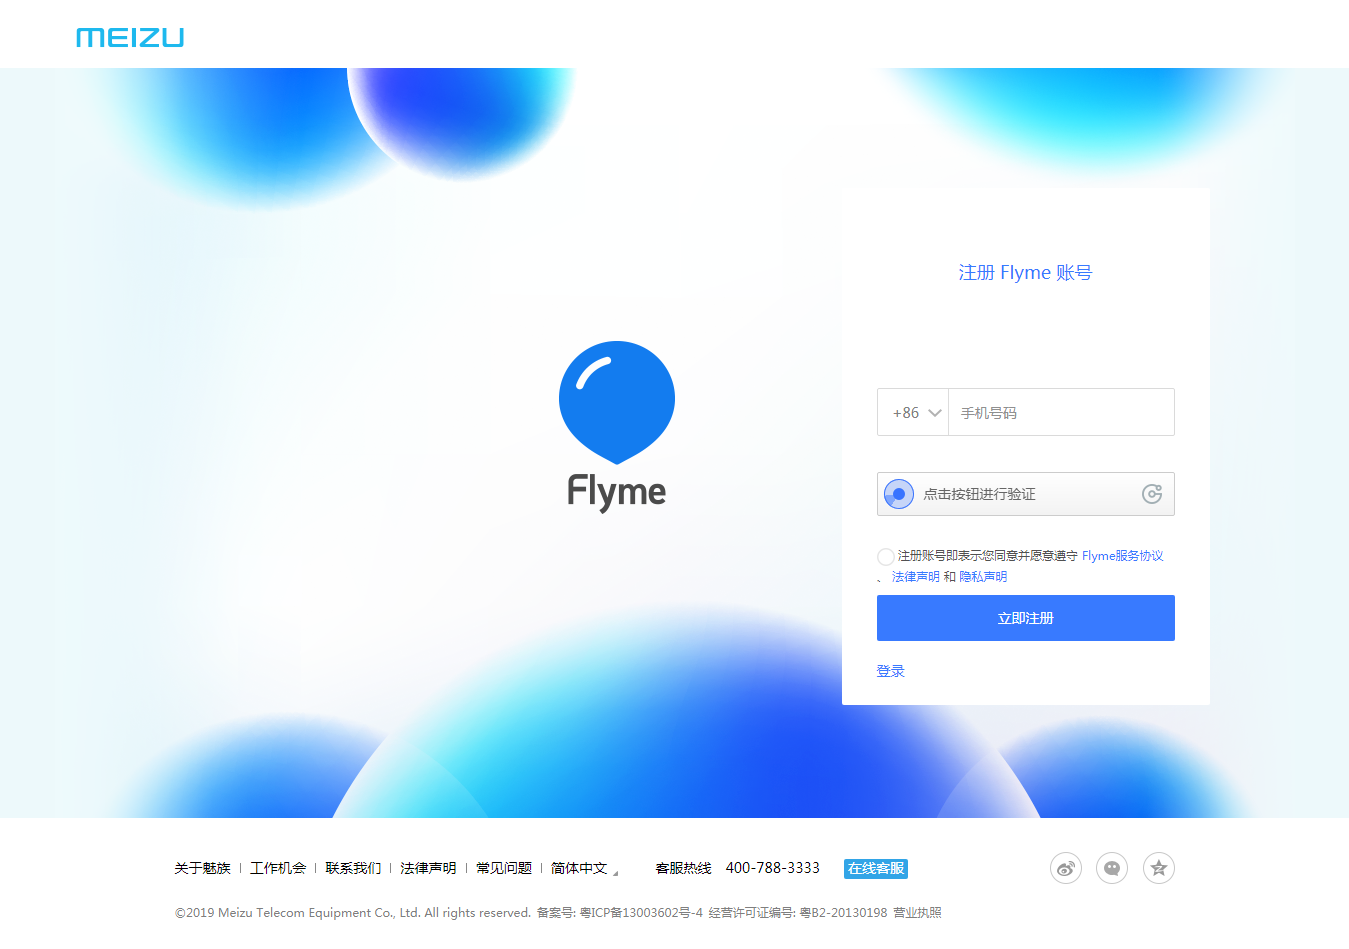 MEIZU
注册 Flyme 账号
+86 手机号码
Flyme
点击按钮进行验证
注册账号即表示您同意并愿意遵守 Flyme服务协议
、 法律声明 和 隐私声明
立即注册
登录
关于魅族 | 工作机会 | 联系我们 | 法律声明 | 常见问题 | 简体中文 客服热线 400-788-3333 在线客服
©2019 Meizu Telecom Equipment Co., Ltd. All rights reserved. 备案号: 粤ICP备13003602号-4 经营许可证编号: 粤B2-20130198 营业执照